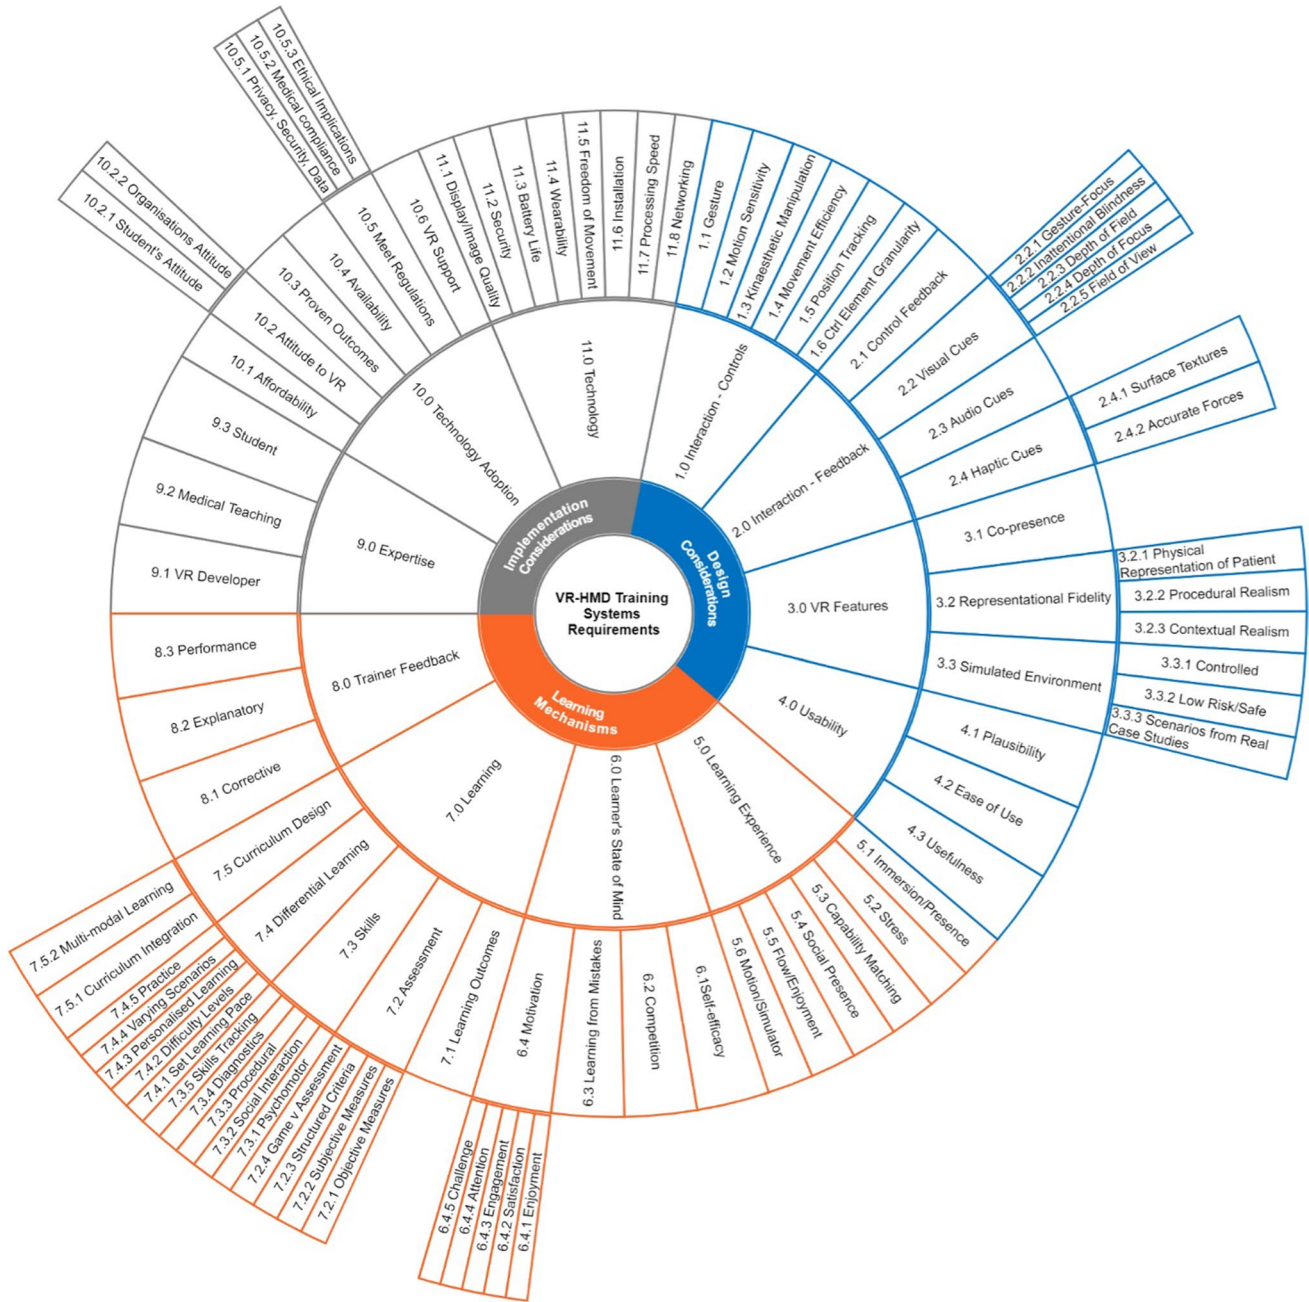 VR-HMD Training
Systems
Requirements
Design
Considerations
1.0 Interaction - Controls
1.1 Gesture
1.2 Motion Sensitivity
1.3 Kinaesthetic Manipulation
1.4 Movement Efficiency
1.5 Position Tracking
1.6 Ctrl Element Granularity
2.0 Interaction - Feedback
2.1 Control Feedback
2.2 Visual Cues
2.2.1 Gesture-Focus
2.2.2 Inattentional Blindness
2.2.3 Depth of Field
2.2.4 Depth of Focus
2.2.5 Field of View
2.3 Audio Cues
2.4 Haptic Cues
2.4.1 Surface Textures
2.4.2 Accurate Forces
3.0 VR Features
3.1 Co-presence
3.2 Representational Fidelity
3.2.1 Physical
Representation of Patient
3.2.2 Procedural Realism
3.2.3 Contextual Realism
3.3 Simulated Environment
3.3.1 Controlled
3.3.2 Low Risk/Safe
3.3.3 Scenarios from Real
Case Studies
4.0 Usability
4.1 Plausibility
4.2 Ease of Use
4.3 Usefulness
Learning
Mechanisms
5.0 Learning Experience
5.1 Immersion/Presence
5.2 Stress
5.3 Capability Matching
5.4 Social Presence
5.5 Flow/Enjoyment
5.6 Motion/Simulator
6.0 Learner's State of Mind
6.1Self-efficacy
6.2 Competition
6.3 Learning from Mistakes
6.4 Motivation
6.4.1 Enjoyment
6.4.2 Satisfaction
6.4.3 Engagement
6.4.4 Attention
6.4.5 Challenge
7.0 Learning
7.1 Learning Outcomes
7.2 Assessment
7.2.1 Objective Measures
7.2.2 Subjective Measures
7.2.3 Structured Criteria
7.2.4 Game v Assessment
7.3 Skills
7.3.1 Psychomotor
7.3.2 Social Interaction
7.3.3 Procedural
7.3.4 Diagnostics
7.3.5 Skills Tracking
7.4 Differential Learning
7.4.1 Set Learning Pace
7.4.2 Difficulty Levels
7.4.3 Personalised Learning
7.4.4 Varying Scenarios
7.4.5 Practice
7.5 Curriculum Design
7.5.1 Curriculum Integration
7.5.2 Multi-modal Learning
8.0 Trainer Feedback
8.1 Corrective
8.2 Explanatory
8.3 Performance
Implementation
Considerations
9.0 Expertise
9.1 VR Developer
9.2 Medical Teaching
9.3 Student
10.0 Technology Adoption
10.1 Affordability
10.2 Attitude to VR
10.2.1 Student's Attitude
10.2.2 Organisations Attitude
10.3 Proven Outcomes
10.4 Availability
10.5 Meet Regulations
10.5.1 Privacy, Security, Data
10.5.2 Medical compliance
10.5.3 Ethical Implications
10.6 VR Support
11.0 Technology
11.1 Display/Image Quality
11.2 Security
11.3 Battery Life
11.4 Wearability
11.5 Freedom of Movement
11.6 Installation
11.7 Processing Speed
11.8 Networking